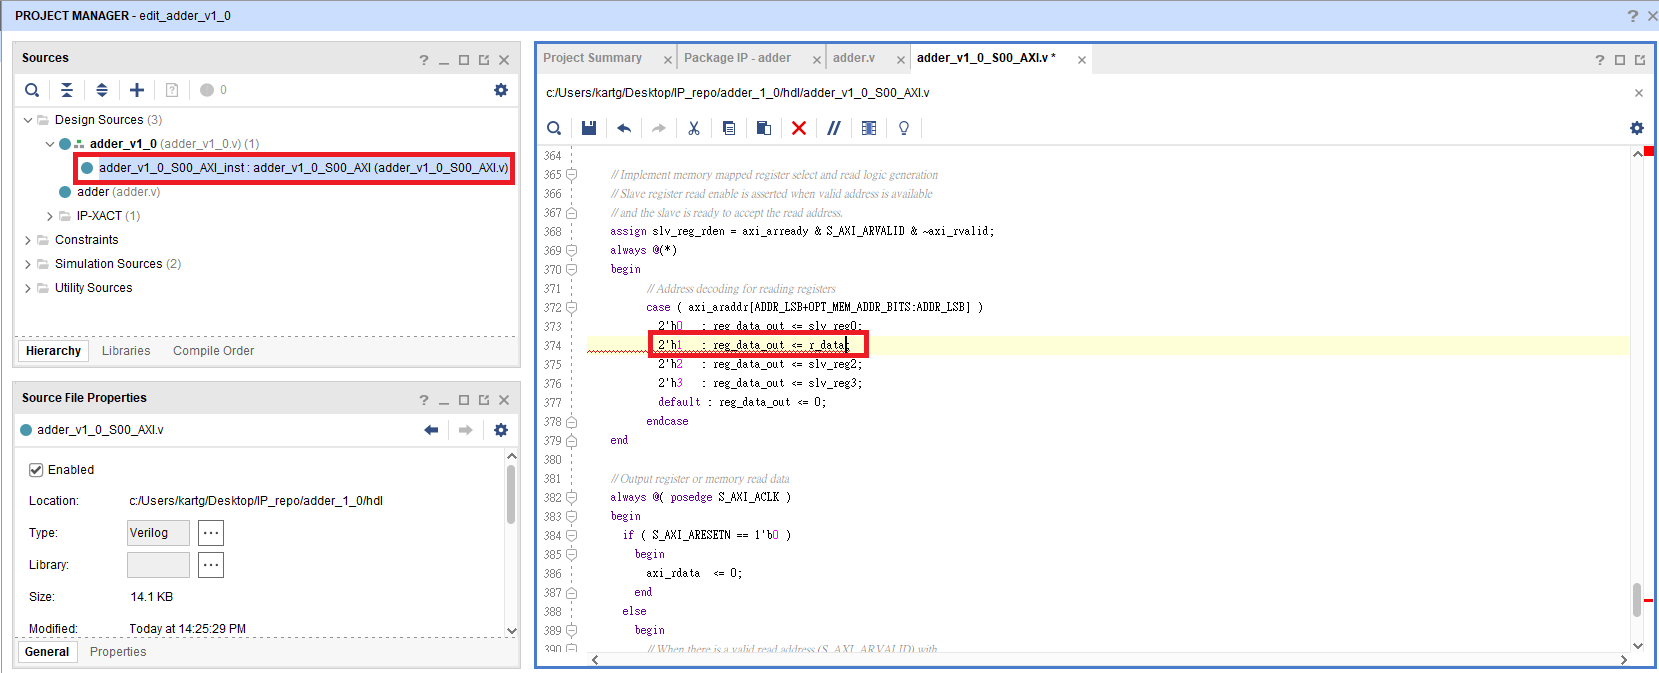 PROJECT MANAGER - edit_adder_v1_0
Sources
0
Design Sources (3)
adder_v1_0 (adder_v1_0.v) (1)
adder_v1_0_S00_AXI_inst : adder_v1_0_S00_AXI (adder_v1_0_S00_AXI.v)
adder (adder.v)
IP-XACT (1)
Constraints
Simulation Sources (2)
Utility Sources
Hierarchy Libraries Compile Order
Source File Properties
adder_v1_0_S00_AXI.v
Enabled
Location: c:/Users/kartg/Desktop/IP_repo/adder_1_0/hdl
Type: Verilog ...
Library: ...
Size: 14.1 KB
Modified: Today at 14:25:29 PM
General Properties
Project Summary Package IP - adder adder.v adder_v1_0_S00_AXI.v *
c:/Users/kartg/Desktop/IP_repo/adder_1_0/hdl/adder_v1_0_S00_AXI.v
364
365 // Implement memory mapped register select and read logic generation
366 // Slave register read enable is asserted when valid address is available
367 // and the slave is ready to accept the read address.
368 assign slv_reg_rden = axi_arready & S_AXI_ARVALID & ~axi_rvalid;
369 always @(*)
370 begin
371 // Address decoding for reading registers
372 case ( axi_araddr[ADDR_LSB+OPT_MEM_ADDR_BITS:ADDR_LSB] )
373 2'h0 : reg_data_out <= slv_reg0;
374 2'h1 : reg_data_out <= r_data;
375 2'h2 : reg_data_out <= slv_reg2;
376 2'h3 : reg_data_out <= slv_reg3;
377 default : reg_data_out <= 0;
378 endcase
379 end
380
381 // Output register or memory read data
382 always @( posedge S_AXI_ACLK )
383 begin
384 if ( S_AXI_ARESETN == 1'b0 )
385 begin
386 axi_rdata <= 0;
387 end
388 else
389 begin
390 // When there is a valid read address (S_AXI_ARVALID) with